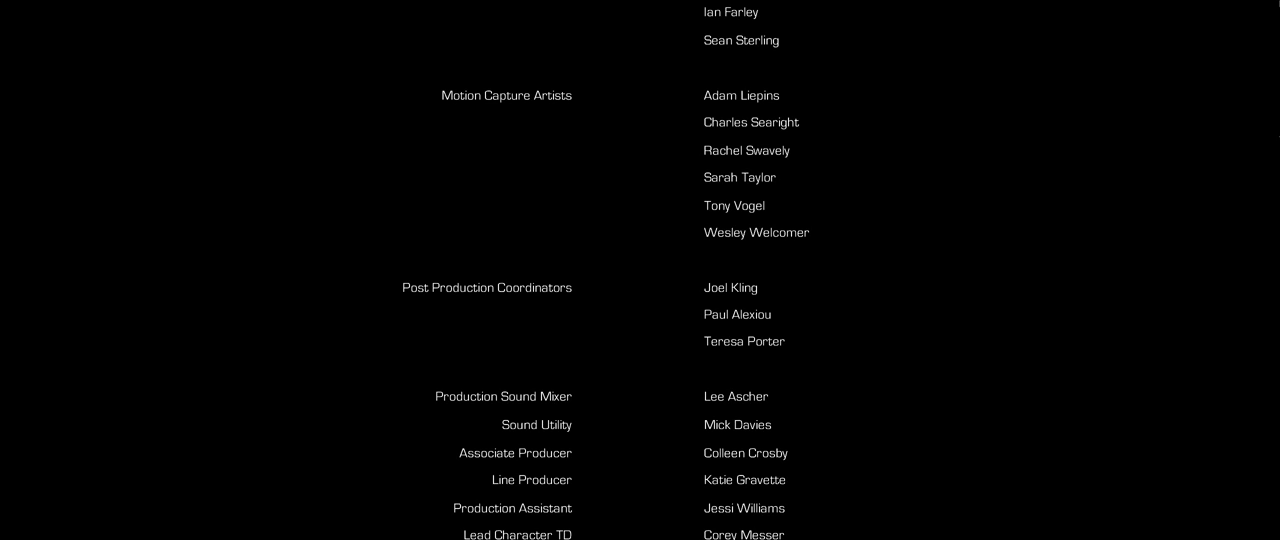 Ian Farley
Sean Sterling
Motion Capture Artists Adam Liepins
Charles Searight
Rachel Swavely
Sarah Taylor
Tony Vogel
Wesley Welcomer
Post Production Coordinators Joel Kling
Paul Alexiou
Teresa Porter
Production Sound Mixer Lee Ascher
Sound Utility Mick Davies
Associate Producer Colleen Crosby
Line Producer Katie Gravette
Production Assistant Jessi Williams
Lead Character TD Corey Messer